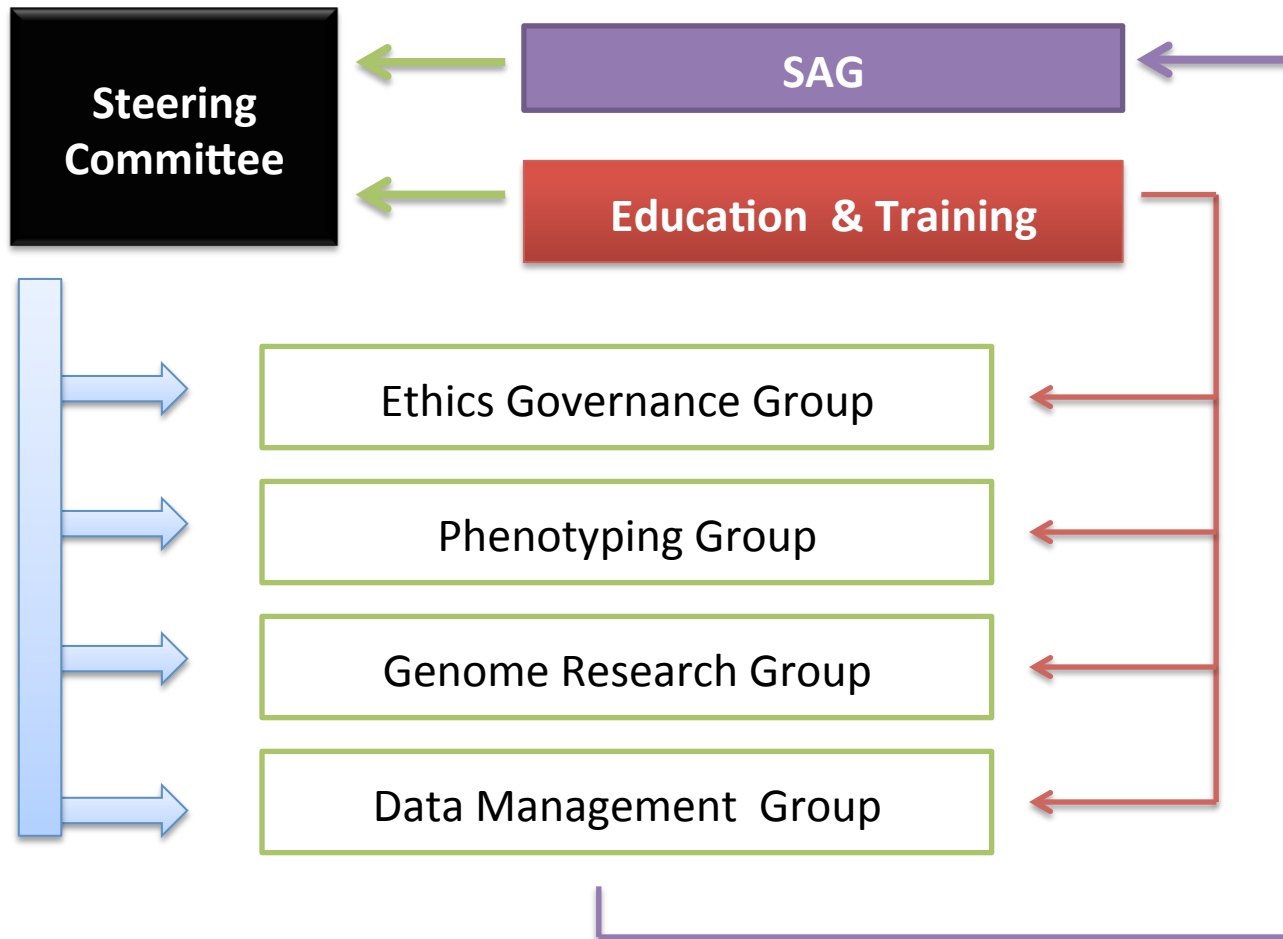 Steering
Committee
SAG
Education & Training
Ethics Governance Group
Phenotyping Group
Genome Research Group
Data Management Group